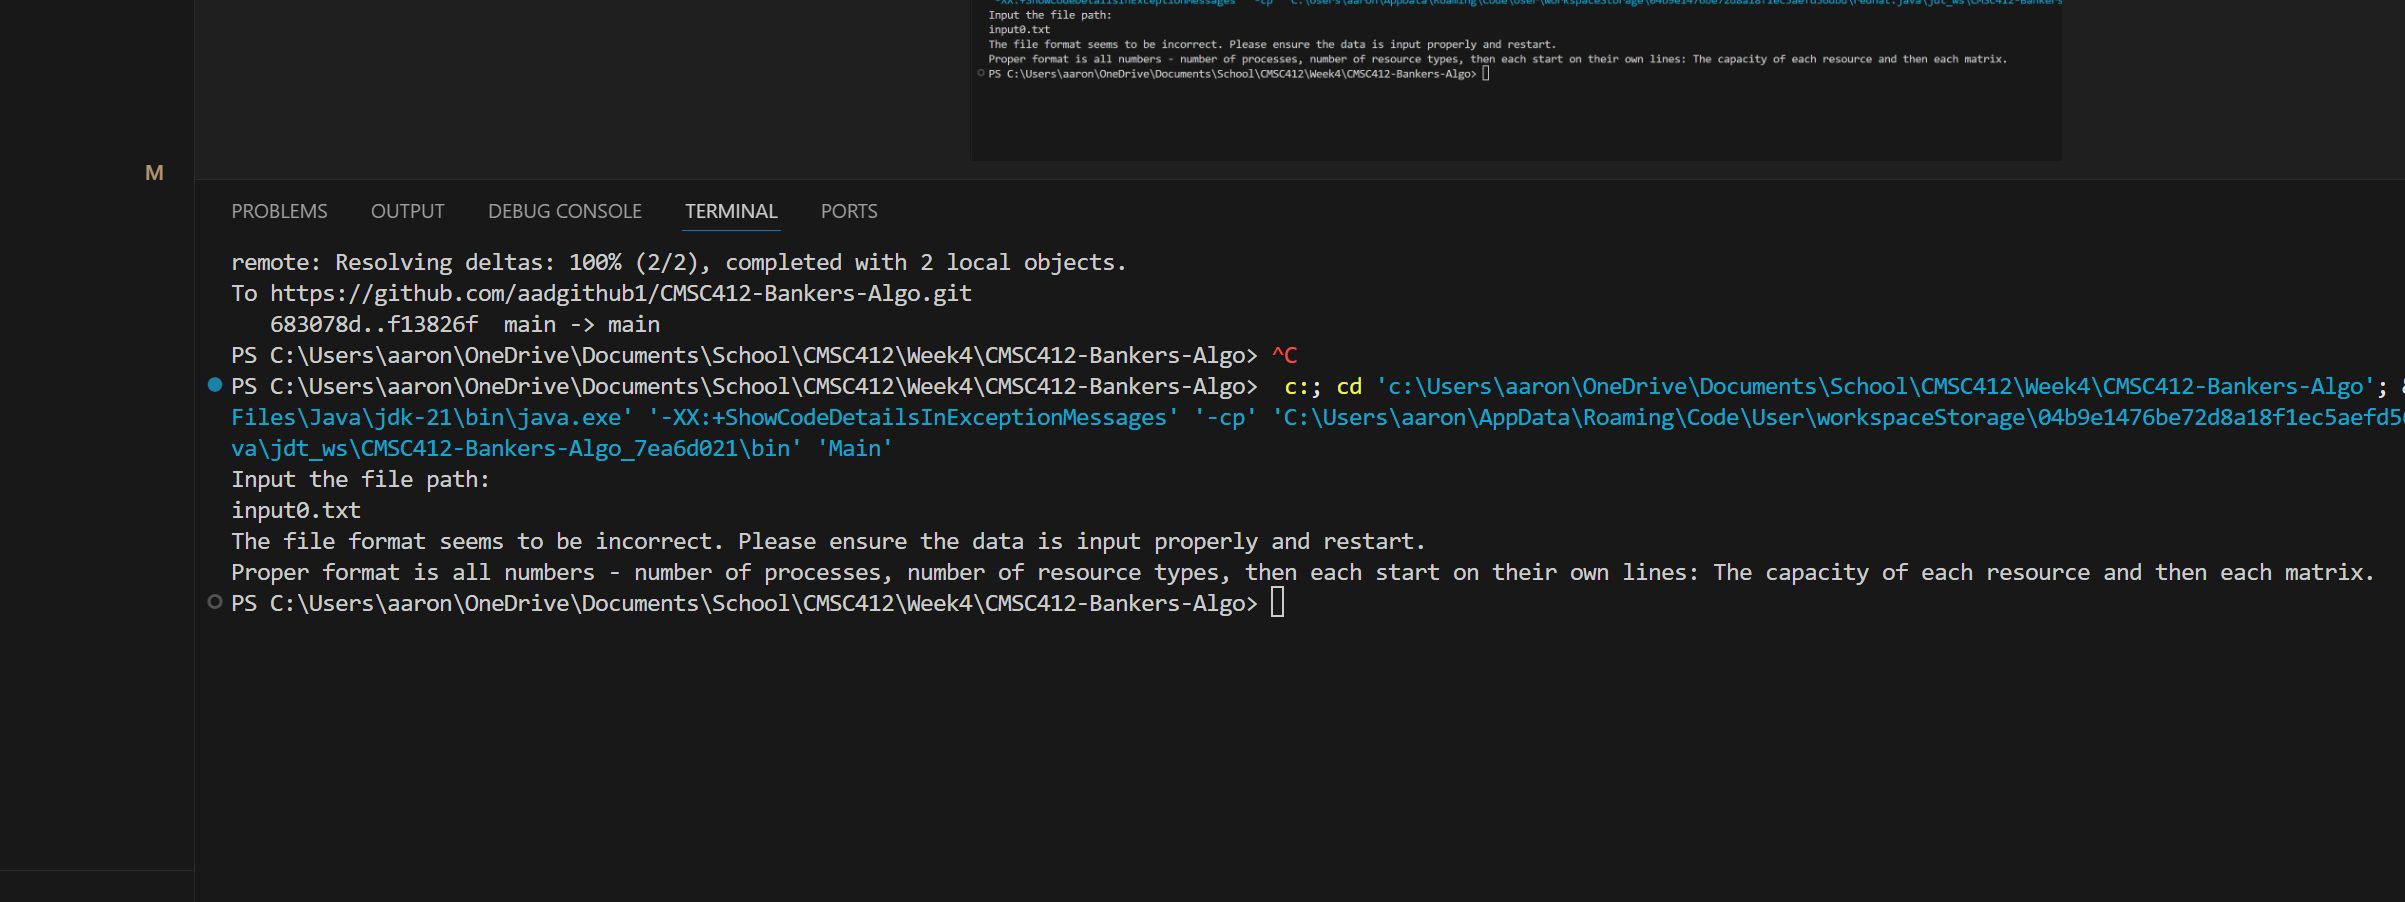 Input the file path:
input0.txt
The file format seems to be incorrect. Please ensure the data is input properly and restart.
Proper format is all numbers - number of processes, number of resource types, then each start on their own lines: The capacity of each resource and then each matrix.
PS C:\Users\aaron\OneDrive\Documents\School\CMSC412\Week4\CMSC412-Bankers-Algo>
M
PROBLEMS OUTPUT DEBUG CONSOLE TERMINAL PORTS
remote: Resolving deltas: 100% (2/2), completed with 2 local objects.
To https://github.com/aadgithub1/CMSC412-Bankers-Algo.git
683078d..f13826f main -> main
PS C:\Users\aaron\OneDrive\Documents\School\CMSC412\Week4\CMSC412-Bankers-Algo> ^C
PS C:\Users\aaron\OneDrive\Documents\School\CMSC412\Week4\CMSC412-Bankers-Algo> c:; cd 'c:\Users\aaron\OneDrive\Documents\School\CMSC412\Week4\CMSC412-Bankers-Algo';
Files\Java\jdk-21\bin\java.exe' '-XX:+ShowCodeDetailsInExceptionMessages' '-cp' 'C:\Users\aaron\AppData\Roaming\Code\User\workspaceStorage\04b9e1476be72d8a18f1ec5aefd5
va\jdt_ws\CMSC412-Bankers-Algo_7ea6d021\bin' 'Main'
Input the file path:
input0.txt
The file format seems to be incorrect. Please ensure the data is input properly and restart.
Proper format is all numbers - number of processes, number of resource types, then each start on their own lines: The capacity of each resource and then each matrix.
PS C:\Users\aaron\OneDrive\Documents\School\CMSC412\Week4\CMSC412-Bankers-Algo>